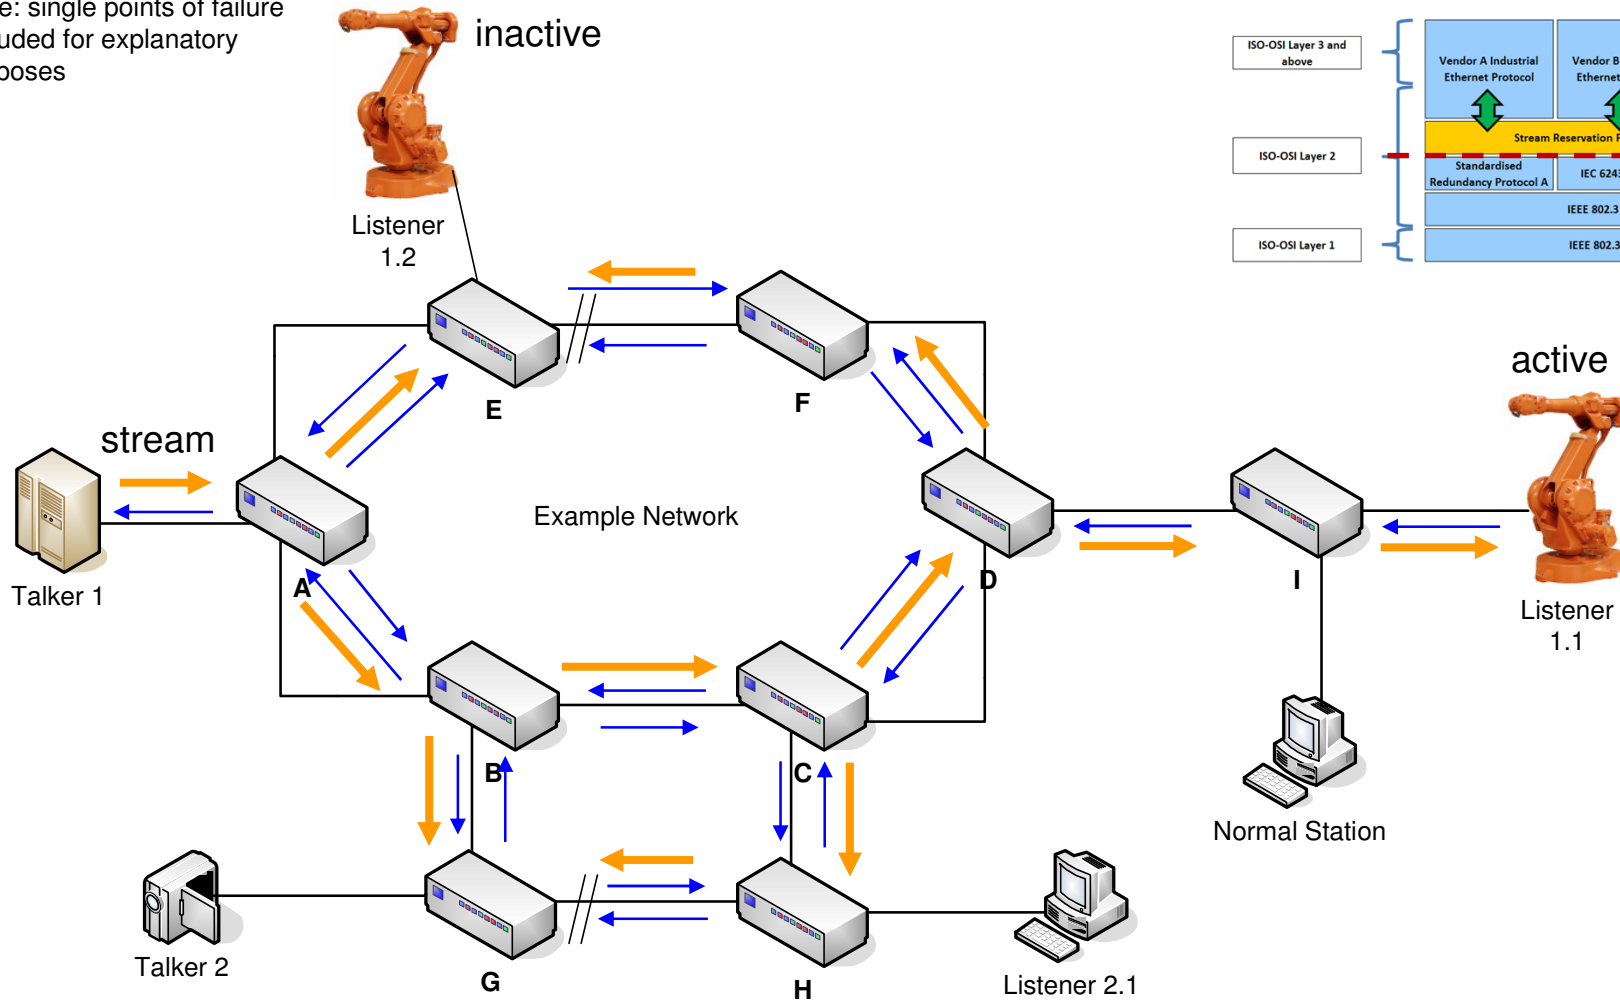 : single points of failure
for explanatory
inactive
ISO-OSI Layer 3 and
above
Vendor A Industrial
Ethernet Protocol
Vendor B
Ethernet
Stream Reservation
ISO-OSI Layer 2
Standardised
Redundancy Protocol A
IEC
IEEE 802.3
ISO-OSI Layer 1
IEEE 802.3
Listener
1.2
E
F
active
stream
Example Network
A
D
I
Talker 1
Listener
1.1
B
C
Normal Station
Talker 2
G
H
Listener 2.1